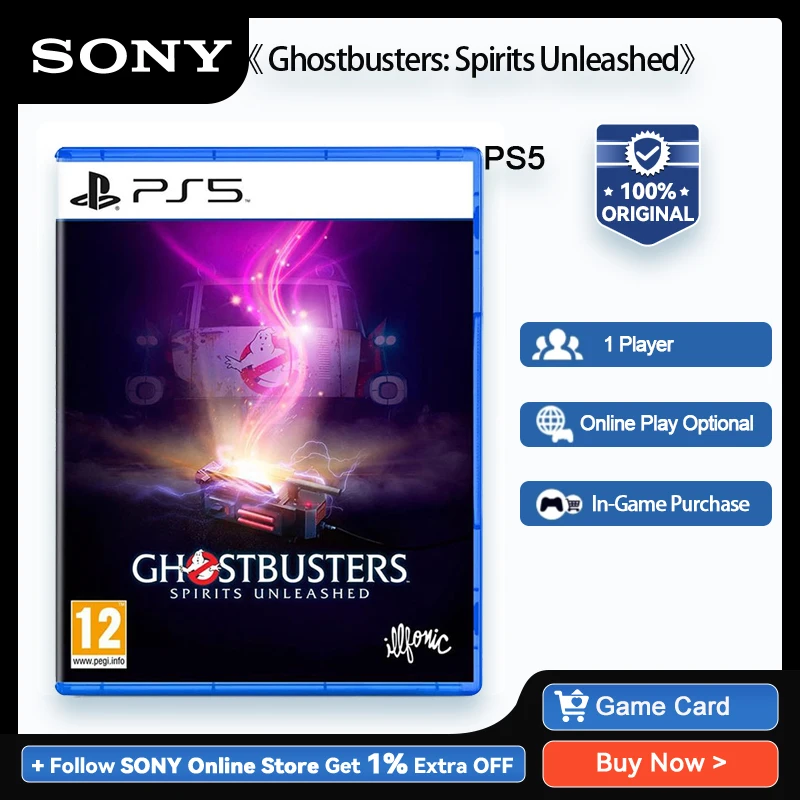 SONY
《 Ghostbusters: Spirits Unleashed》
PS5
PS5
100%
ORIGINAL
1 Player
Online Play Optional
In-Game Purchase
GHOSTBUSTERS
SPIRITS UNLEASHED
12
www.pegi.info
illfonic
Game Card
+ Follow SONY Online Store Get 1% Extra OFF
Buy Now >